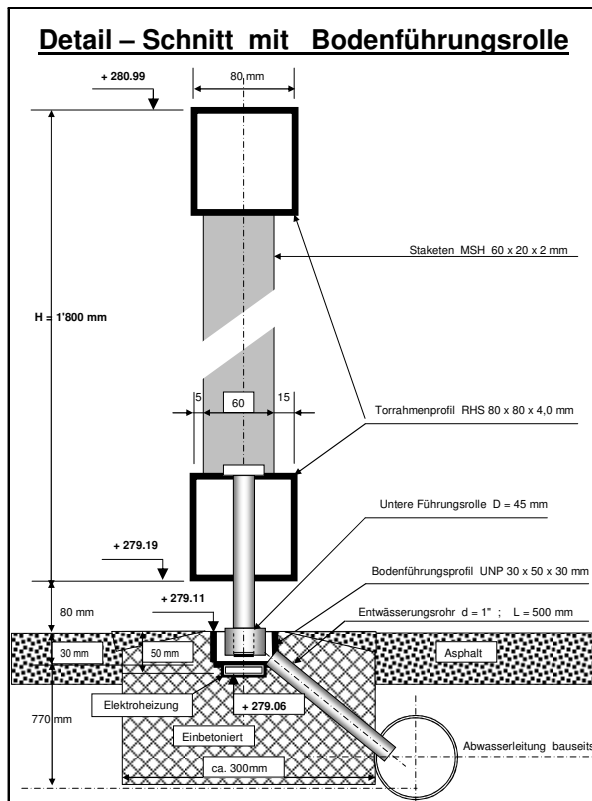 Detail – Schnitt mit Bodenführungsrolle
+ 280.99
80 mm
Staketen MSH 60 x 20 x 2 mm
H = 1'800 mm
5
60
15
Torrahmenprofil RHS 80 x 80 x 4,0 mm
Untere Führungsrolle D = 45 mm
+ 279.19
Bodenführungsprofil UNP 30 x 50 x 30 mm
80 mm
+ 279.11
Entwässerungsrohr d = 1" ; L = 500 mm
30 mm
50 mm
Asphalt
Elektroheizung
+ 279.06
770 mm
Einbetoniert
Abwasserleitung bauseits
ca. 300mm